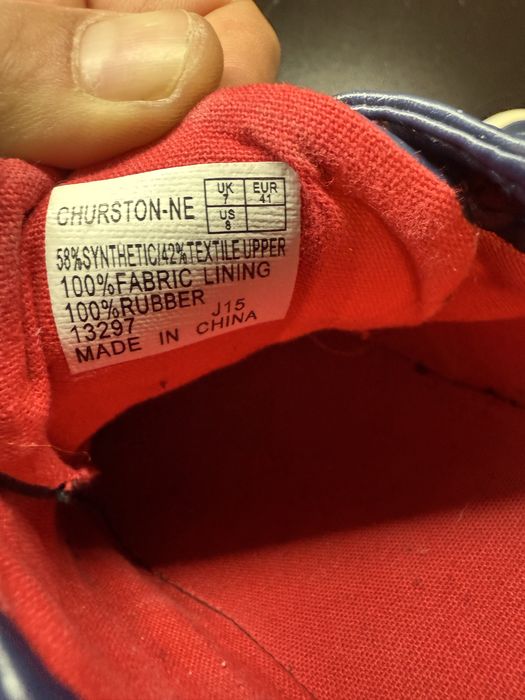 CHURSTON-NE
UK 7 EUR 41
US 8
58%SYNTHETIC/42%TEXTILE UPPER
100%FABRIC LINING
100%RUBBER
13297 J15
MADE IN CHINA